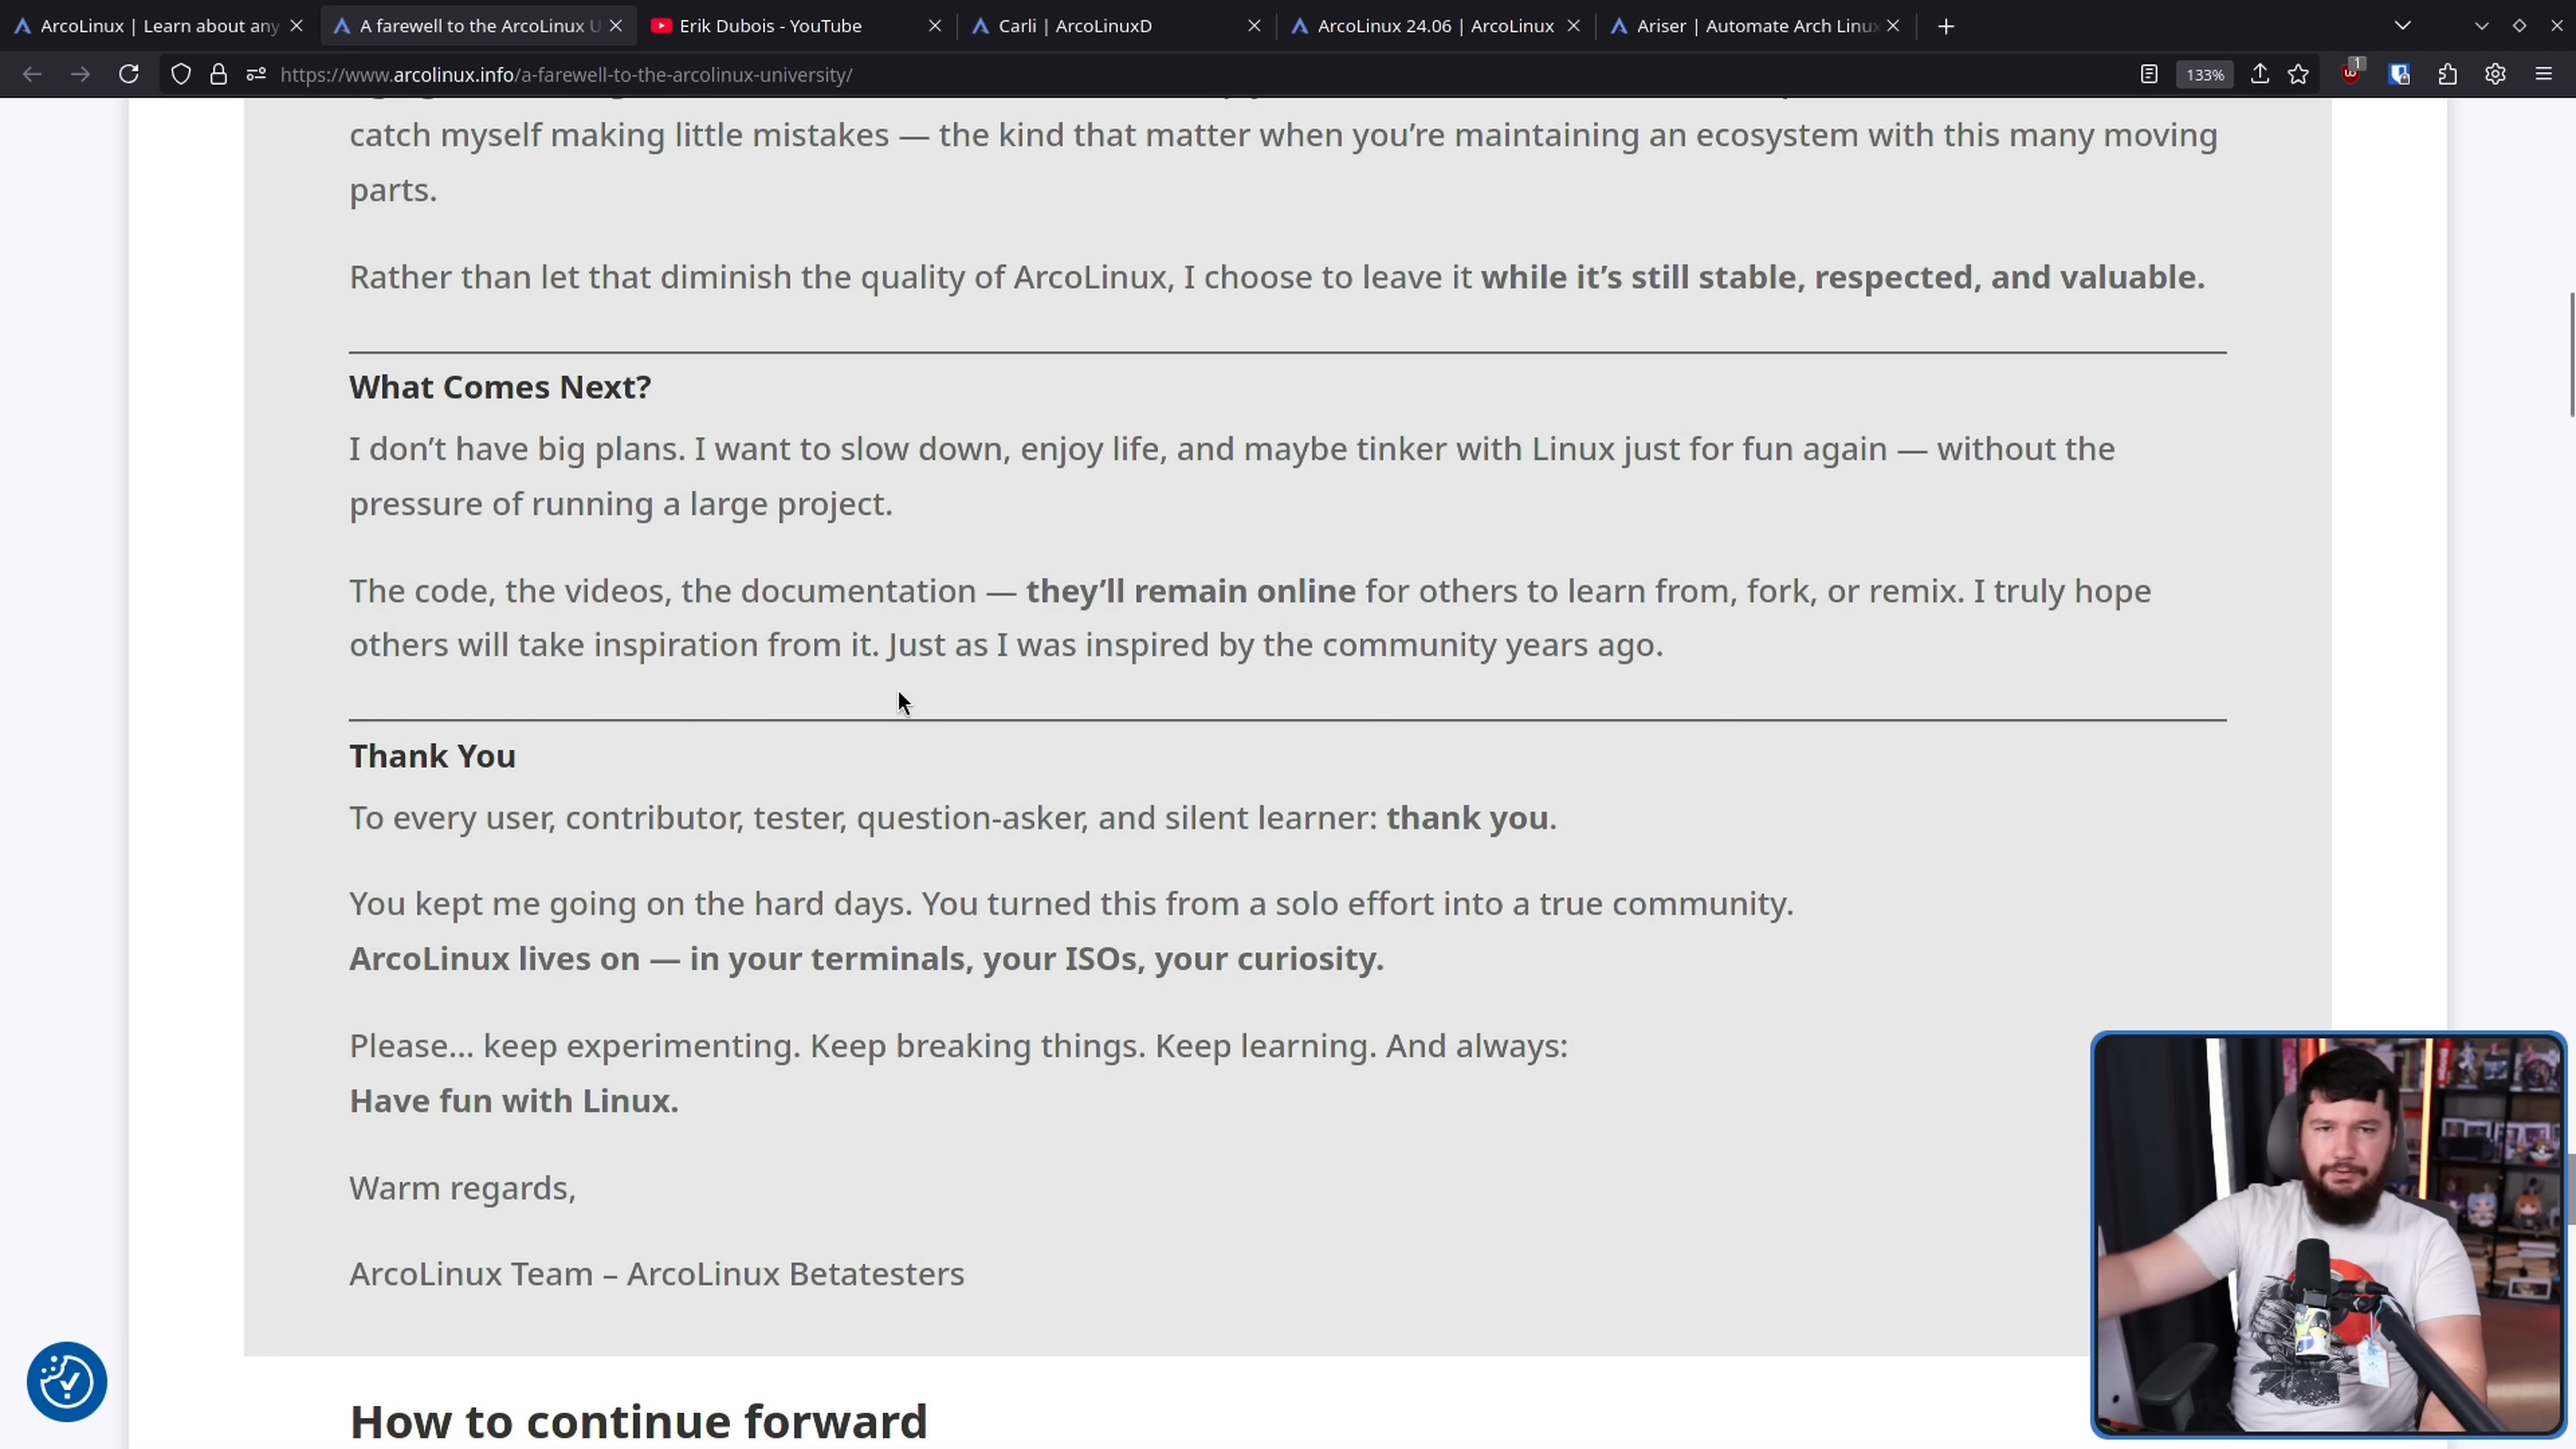 ArcoLinux | Learn about any
A farewell to the ArcoLinux U
Erik Dubois - YouTube
Carli | ArcoLinuxD
ArcoLinux 24.06 | ArcoLinux
Ariser | Automate Arch Linux
https://www.arcolinux.info/a-farewell-to-the-arcolinux-university/
133%
1
catch myself making little mistakes — the kind that matter when you’re maintaining an ecosystem with this many moving
parts.
Rather than let that diminish the quality of ArcoLinux, I choose to leave it while it’s still stable, respected, and valuable.
What Comes Next?
I don’t have big plans. I want to slow down, enjoy life, and maybe tinker with Linux just for fun again — without the
pressure of running a large project.
The code, the videos, the documentation — they’ll remain online for others to learn from, fork, or remix. I truly hope
others will take inspiration from it. Just as I was inspired by the community years ago.
Thank You
To every user, contributor, tester, question-asker, and silent learner: thank you.
You kept me going on the hard days. You turned this from a solo effort into a true community.
ArcoLinux lives on — in your terminals, your ISOs, your curiosity.
Please… keep experimenting. Keep breaking things. Keep learning. And always:
Have fun with Linux.
Warm regards,
ArcoLinux Team – ArcoLinux Betatesters
How to continue forward